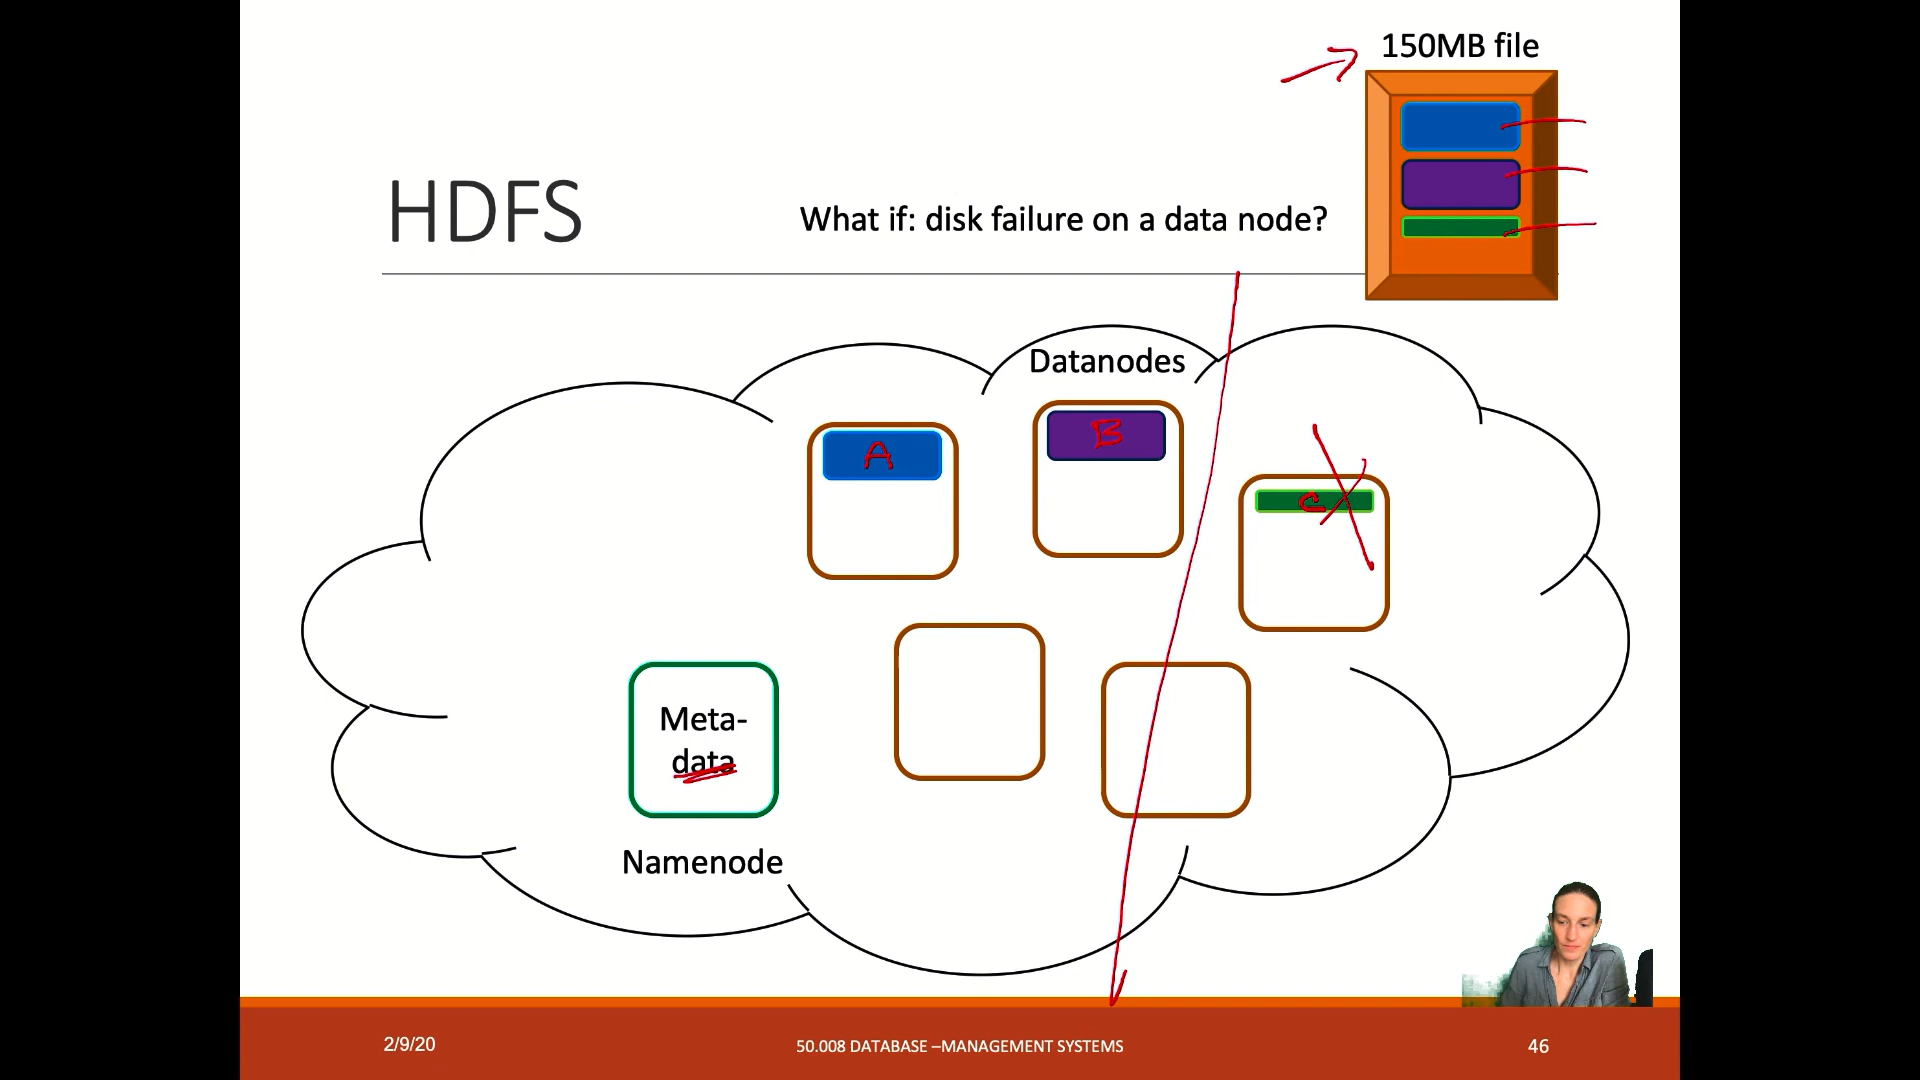 150MB file
HDFS
What if: disk failure on a data node?
Datanodes
A
B
C
Meta-
data
Namenode
2/9/20
50.008 DATABASE –MANAGEMENT SYSTEMS
46